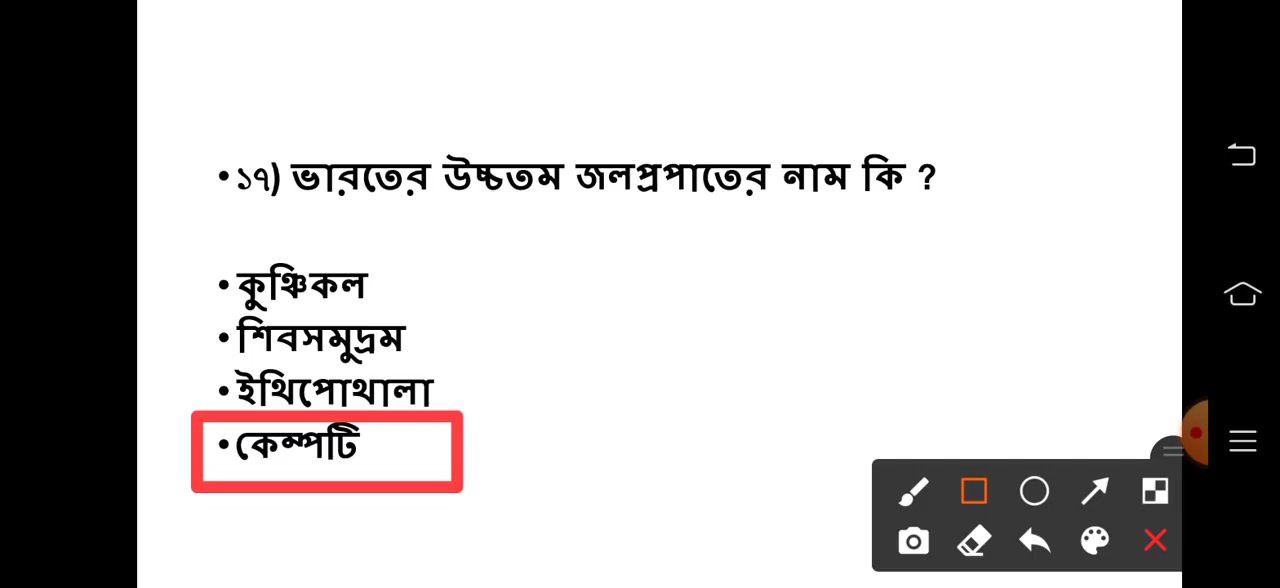 •১৭) ভারতের উচ্চতম জলপ্রপাতের নাম কি ?
•কুঞ্চিকল
•শিবসমুদ্রম
•ইথিপোথালা
•কেম্পটি